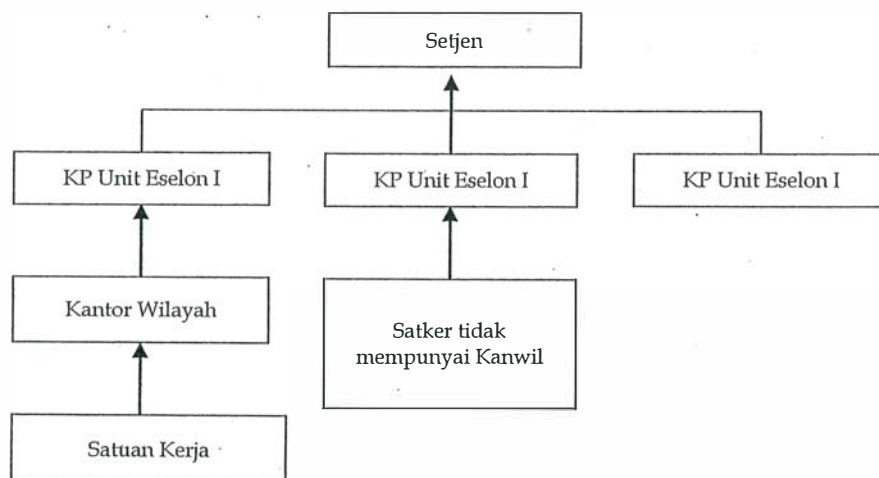 Setjen
KP Unit Eselon I
KP Unit Eselon I
KP Unit Eselon I
Kantor Wilayah
Satker tidak
mempunyai Kanwil
Satuan Kerja